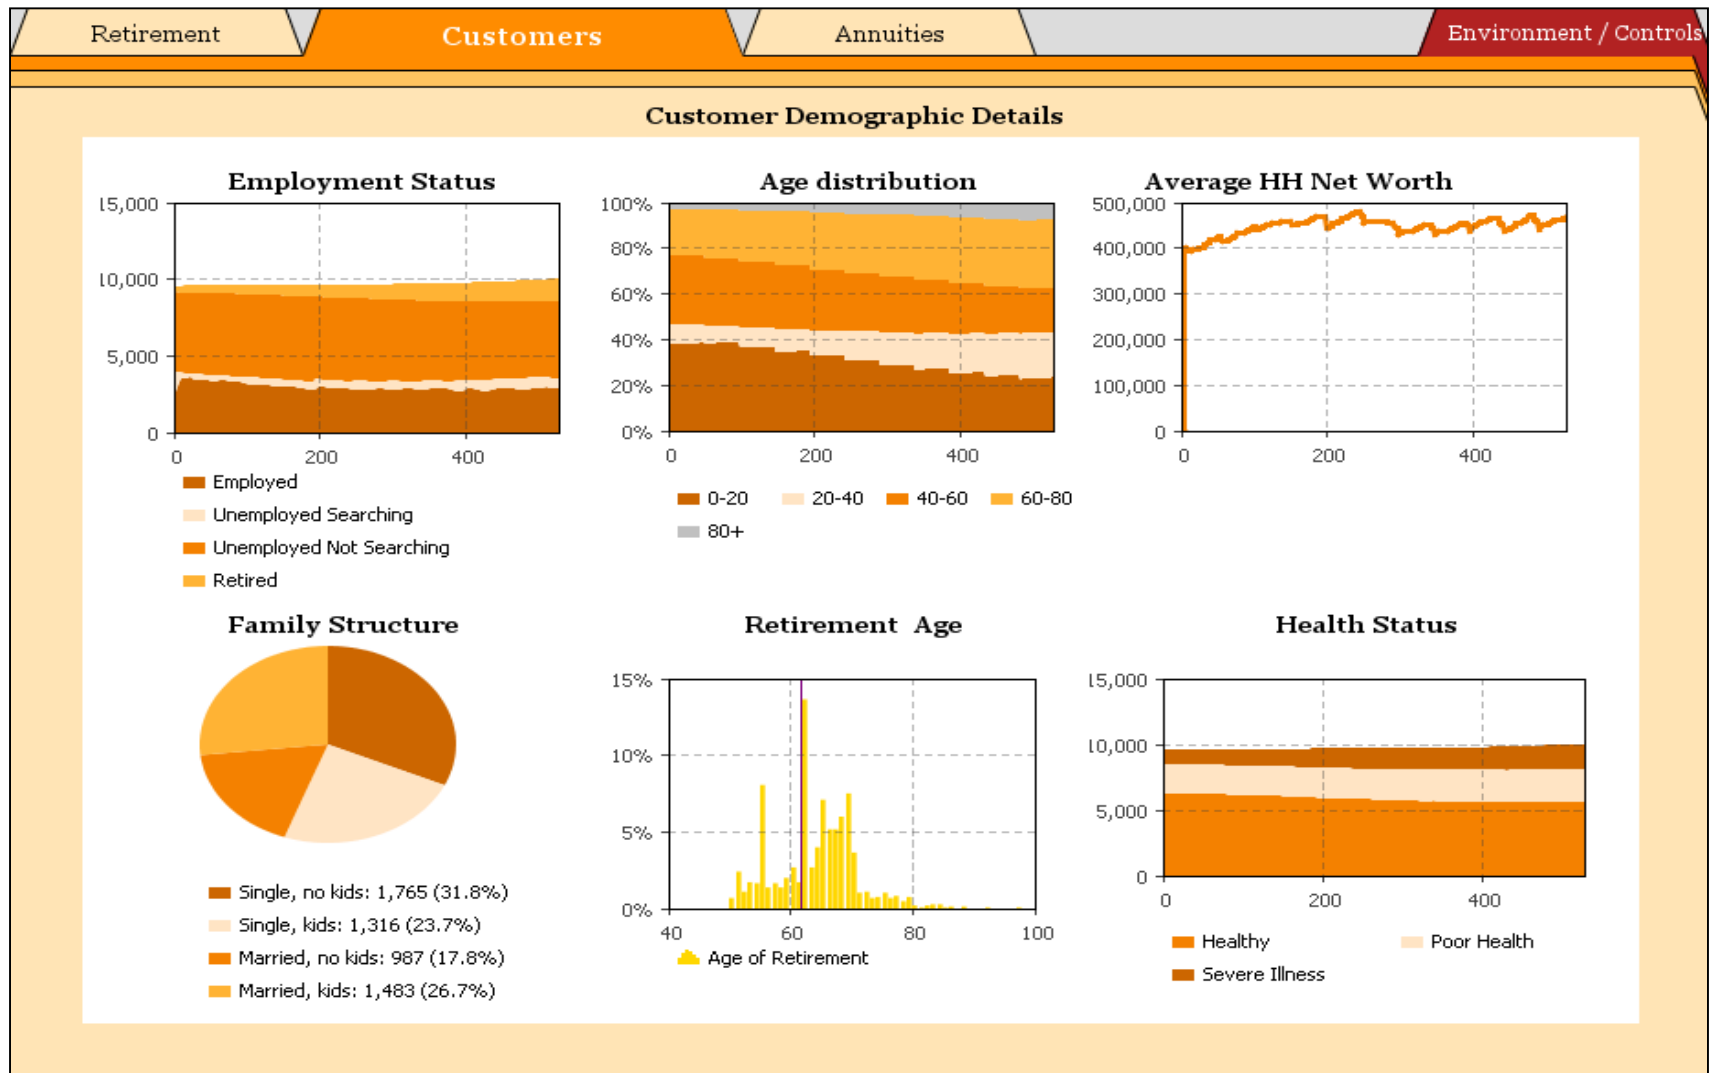 Retirement
Customers
Annuities
Environment / Controls
Customer Demographic Details
Employment Status
15,000
10,000
5,000
0
0 200 400
Employed
Unemployed Searching
Unemployed Not Searching
Retired
Age distribution
100%
80%
60%
40%
20%
0%
0 200 400
0-20 20-40 40-60 60-80
80+
Average HH Net Worth
500,000
400,000
300,000
200,000
100,000
0
0 200 400
Family Structure
Single, no kids: 1,765 (31.8%)
Single, kids: 1,316 (23.7%)
Married, no kids: 987 (17.8%)
Married, kids: 1,483 (26.7%)
Retirement Age
15%
10%
5%
0%
40 60 80 100
Age of Retirement
Health Status
15,000
10,000
5,000
0
0 200 400
Healthy Poor Health
Severe Illness